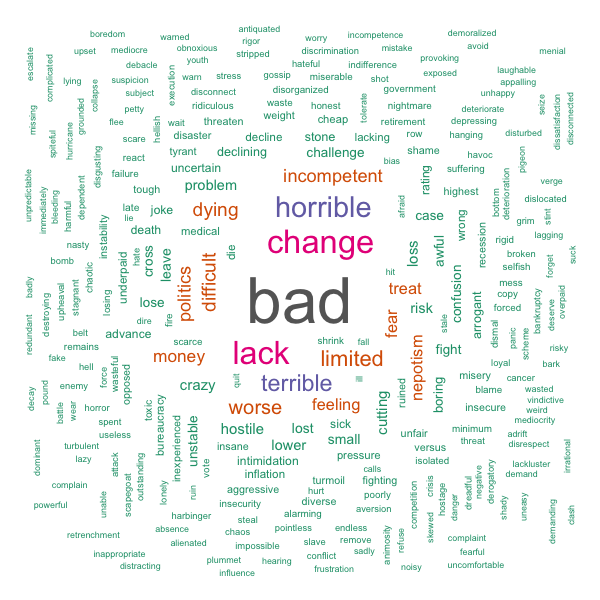 boredom
warned
antiquated
rigor
worry
incompetence
demoralized
upset
mediocre
obnoxious
stripped
discrimination
mistake
avoid
menial
escalate
complicated
debacle
youth
hateful
indifference
provoking
laughable
lying
suspicion
execution
warn
stress
gossip
miserable
shot
exposed
appalling
subject
disconnect
disorganized
government
unhappy
missing
grounded
collapse
petty
ridiculous
waste
honest
tolerate
nightmare
deteriorate
seize
dissatisfaction
disconnected
flee
hellish
threaten
weight
cheap
retirement
depressing
spiteful
hurricane
scare
wait
disaster
decline
stone
lacking
row
hanging
disturbed
disgusting
react
tyrant
declining
challenge
shame
havoc
pigeon
failure
uncertain
incompetent
bias
rating
suffering
verge
unpredictable
immediately
bleeding
harmful
dependent
tough
problem
horrible
afraid
highest
bottom
deterioration
dislocated
late
lie
joke
dying
case
wrong
grim
stint
nasty
instability
death
medical
change
loss
awful
recession
rigid
lagging
bomb
chaotic
hate
cross
leave
die
broken
suck
badly
destroying
upheaval
stagnant
losing
underpaid
politics
difficult
hit
confusion
selfish
forget
redundant
lose
bad
treat
arrogant
mess
copy
bankruptcy
deserve
overpaid
belt
dire
fire
risk
stale
forced
remains
advance
scarce
lack
shrink
fall
fear
fight
dismal
panic
scheme
risky
fake
hell
money
limited
nepotism
loyal
bark
decay
pound
enemy
force
wasteful
opposed
crazy
quit
terrible
ill
ruined
boring
misery
cancer
blame
wasted
battle
wear
horror
toxic
bureaucracy
worse
feeling
cutting
insecure
vindictive
weird
mediocrity
spent
useless
inexperienced
unstable
hostile
lost
sick
small
unfair
minimum
adrift
turbulent
insane
lower
pressure
versus
threat
disrespect
dominant
lazy
attack
vote
intimidation
calls
isolated
lackluster
irrational
complain
scapegoat
outstanding
lonely
ruin
inflation
turmoil
fighting
crisis
dreadful
negative
derogatory
demand
powerful
unable
aggressive
hurt
diverse
poorly
competition
skewed
hostage
danger
shady
uneasy
demanding
clash
harbinger
insecurity
alarming
aversion
retrenchment
absence
steal
pointless
endless
animosity
refuse
complaint
chaos
slave
remove
alienated
impossible
conflict
sadly
fearful
inappropriate
distracting
plummet
influence
hearing
frustration
noisy
uncomfortable